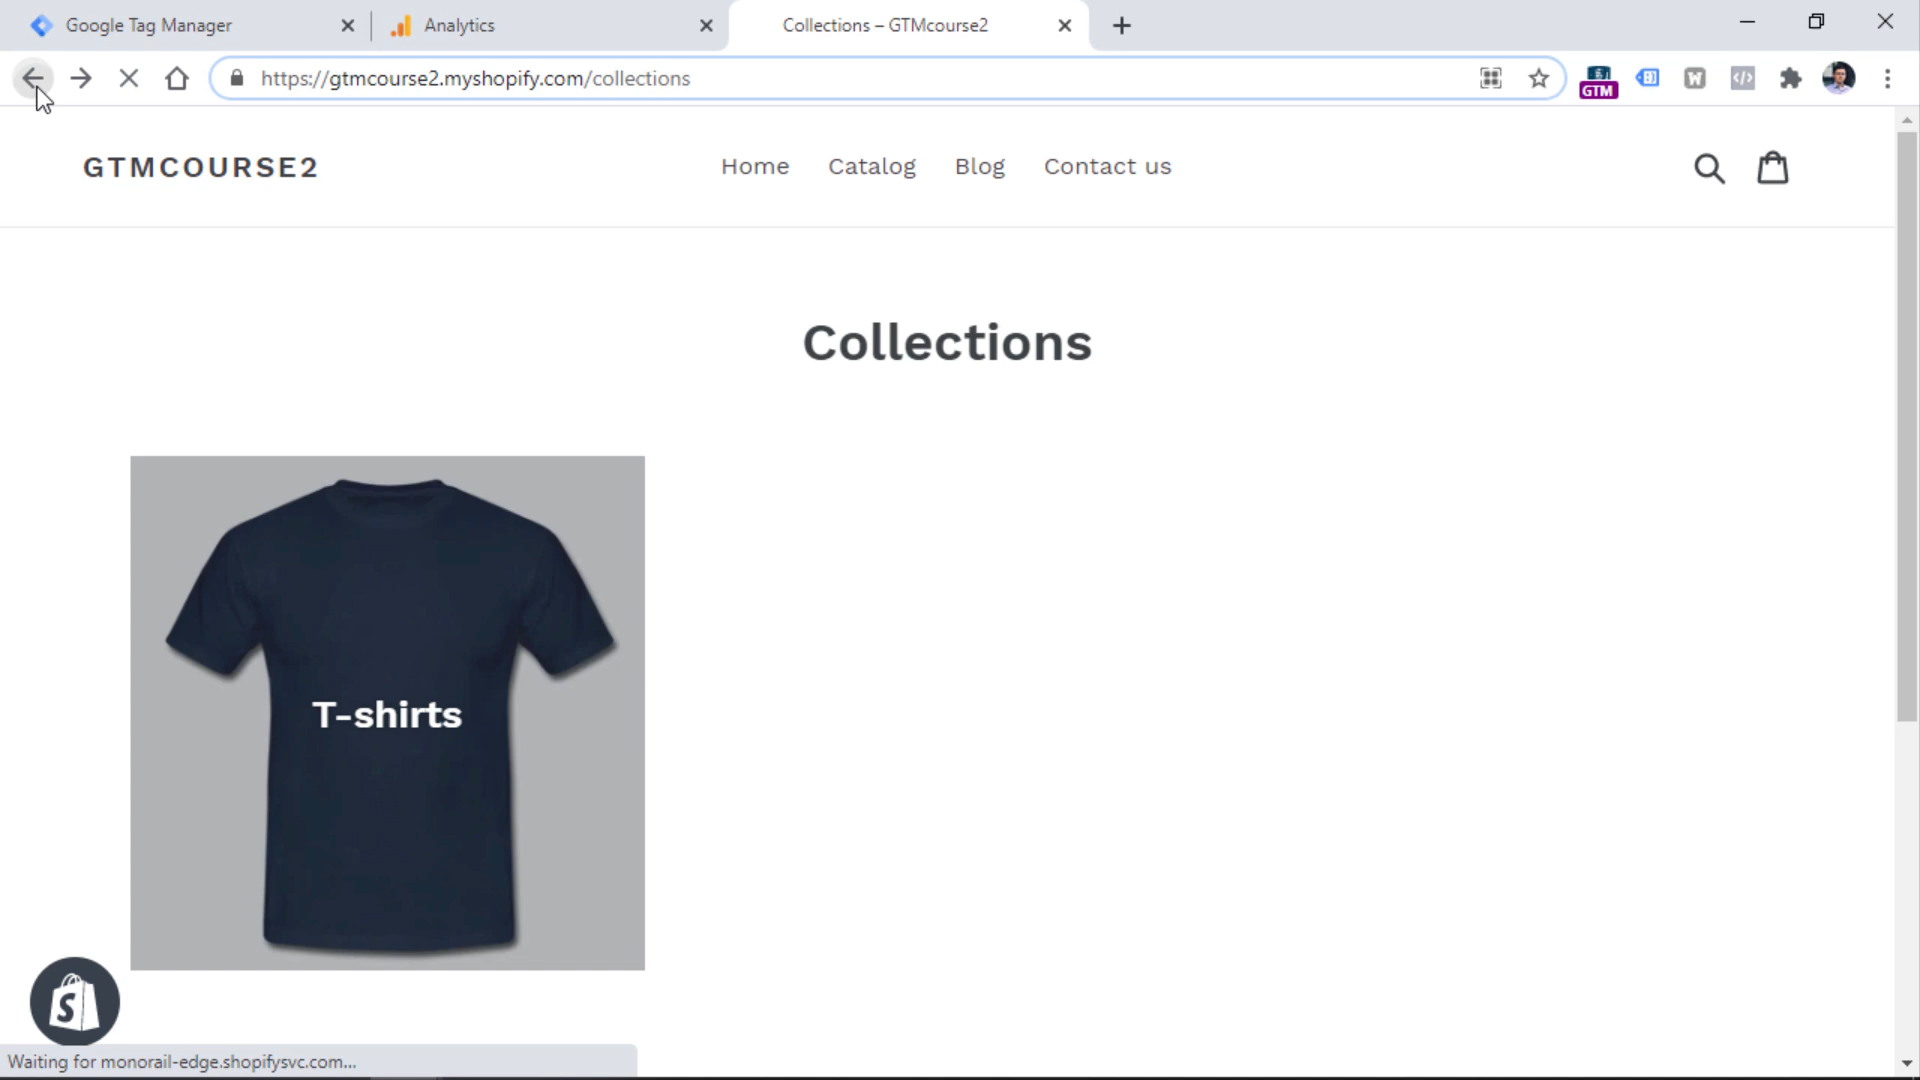 Google Tag Manager
Analytics
Collections – GTMcourse2
https://gtmcourse2.myshopify.com/collections
GTM
W
GTMCOURSE2
Home
Catalog
Blog
Contact us
Collections
T-shirts
S
Waiting for monorail-edge.shopifysvc.com...